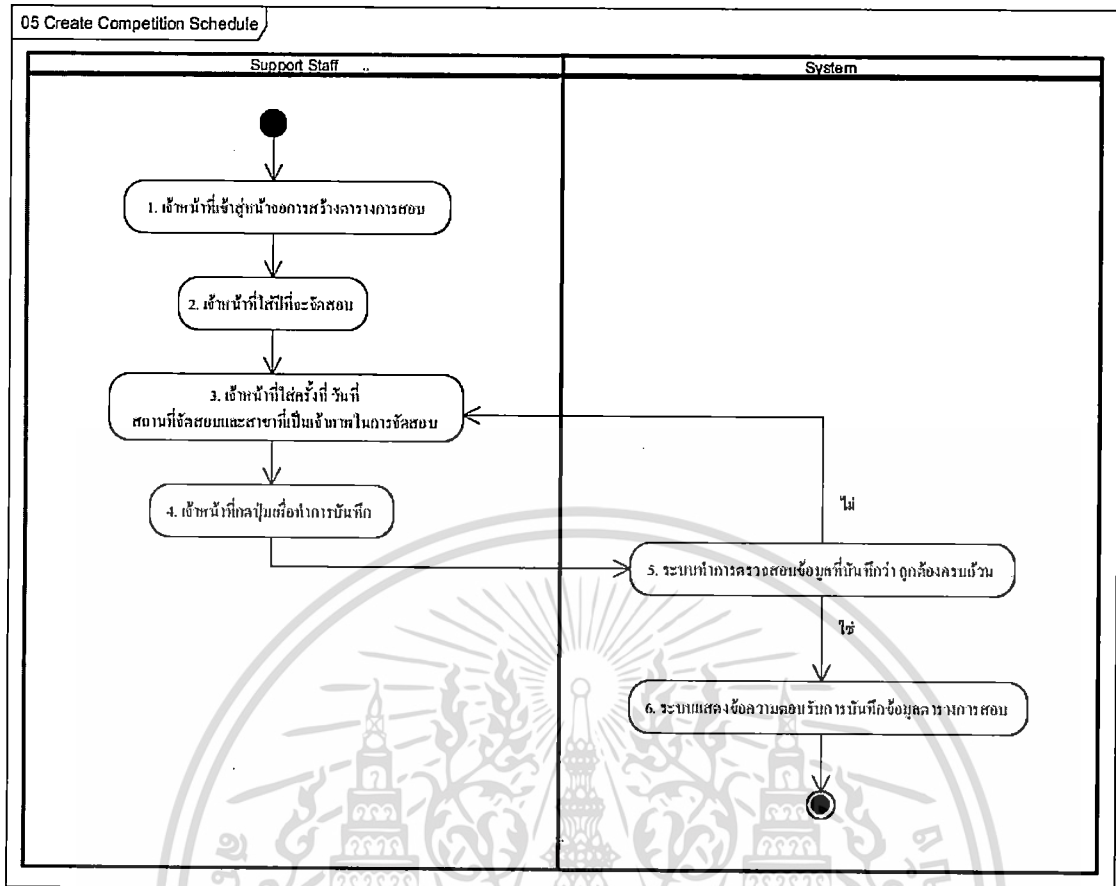 05 Create Competition Schedule
Support Staff
System
1. เจ้าหน้าที่เข้าสู่หน้าจอการสร้างตารางการสอบ
2. เจ้าหน้าที่ใส่ปีที่จะจัดสอบ
3. เจ้าหน้าที่ใส่ครั้งที่ วันที่
สถานที่จัดสอบและสาขาที่เป็นเจ้าภาพในการจัดสอบ
4. เจ้าหน้าที่กดปุ่มเพื่อทำการบันทึก
ไม่
5. ระบบทำการตรวจสอบข้อมูลที่บันทึกว่า ถูกต้องครบถ้วน
ใช่
6. ระบบแสดงข้อความตอบรับการบันทึกข้อมูลตารางการสอบ